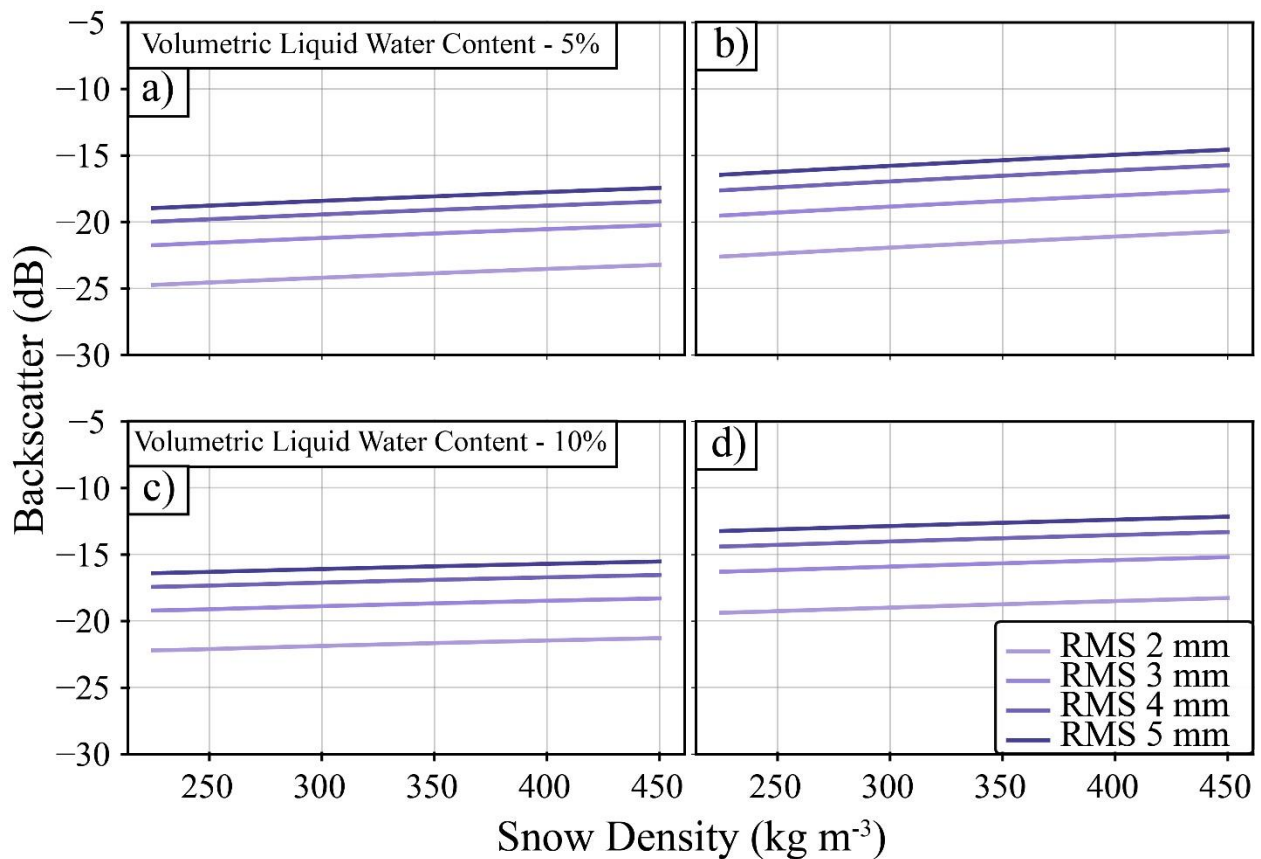 Backscatter (dB)
−5
−10
−15
−20
−25
−30
Volumetric Liquid Water Content - 5%
a)
b)
−5
−10
−15
−20
−25
−30
Volumetric Liquid Water Content - 10%
c)
d)
RMS 2 mm
RMS 3 mm
RMS 4 mm
RMS 5 mm
250 300 350 400 450 250 300 350 400 450
Snow Density (kg m⁻³)